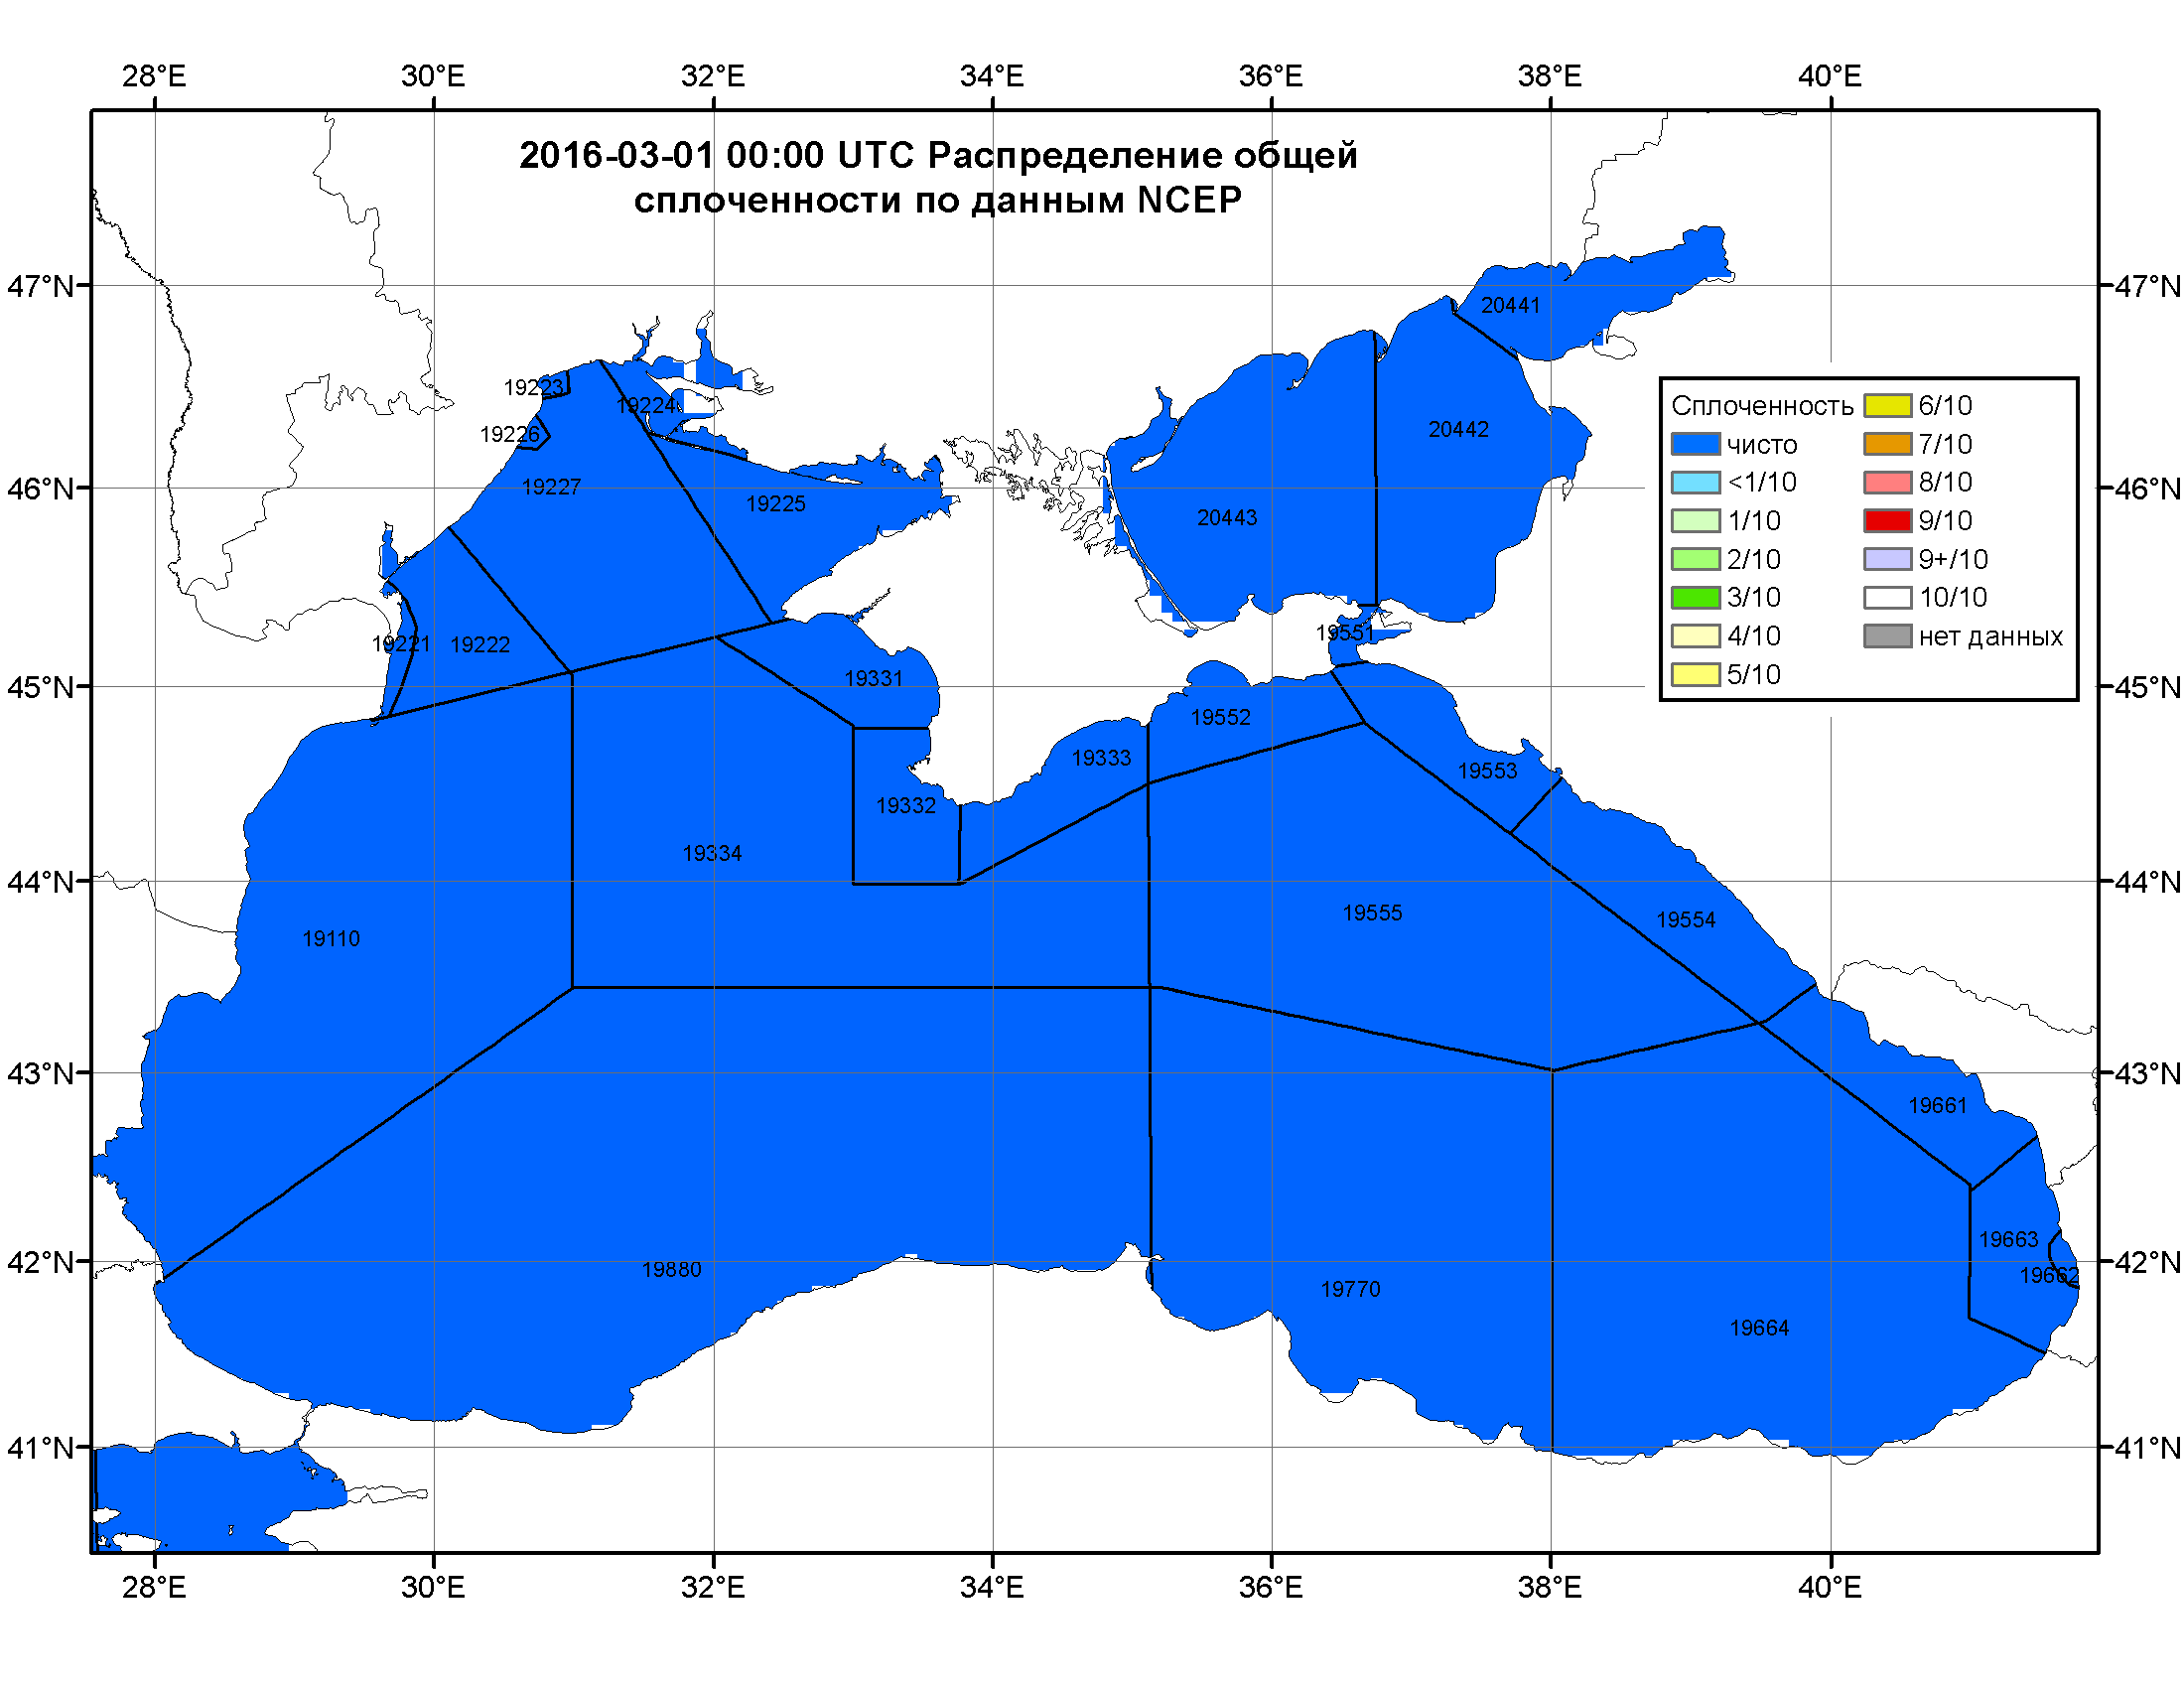 28°E 30°E 32°E 34°E 36°E 38°E 40°E
2016-03-01 00:00 UTC Распределение общей
сплоченности по данным NCEP
47°N 47°N
20441
19223
19224
19226
20442
Сплоченность
чисто
<1/10
1/10
2/10
3/10
4/10
5/10
6/10
7/10
8/10
9/10
9+/10
10/10
нет данных
46°N 46°N
19227
19225
20443
19221
19222
19551
19331
45°N 45°N
19552
19333
19553
19332
19334
44°N 44°N
19555
19554
19110
43°N 43°N
19661
19663
42°N 42°N
19880
19662
19770
19664
41°N 41°N
28°E 30°E 32°E 34°E 36°E 38°E 40°E